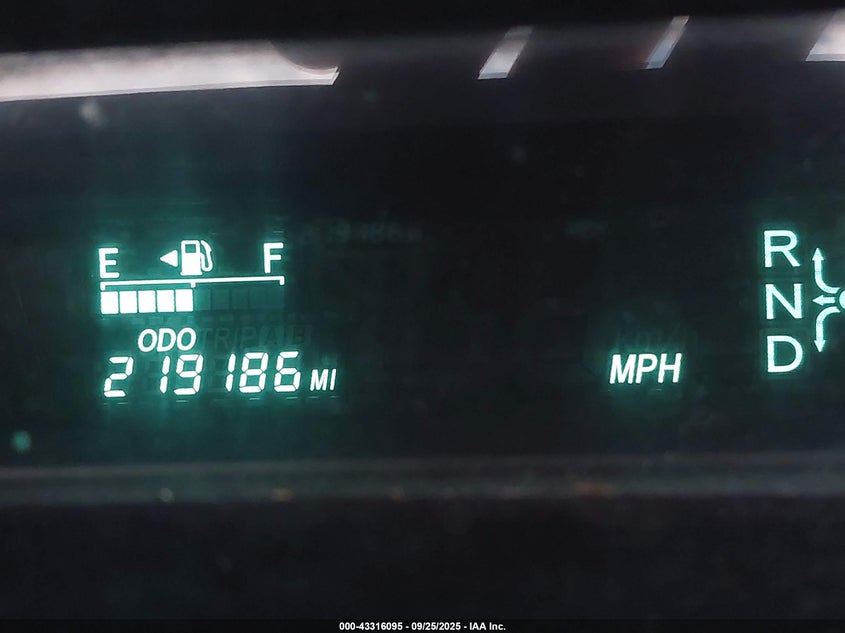 E F
ODO
219186 MI
MPH
R
N
D
000-43316095 - 09/25/2025 - IAA Inc.